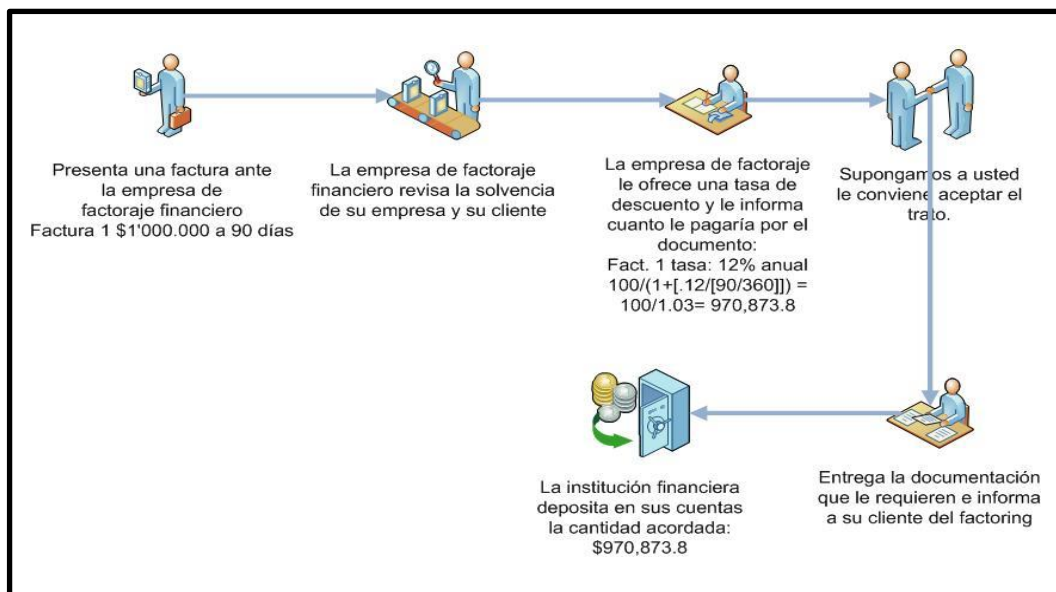 Presenta una factura ante
la empresa de
factoraje financiero
Factura 1 $1'000.000 a 90 días
La empresa de factoraje
financiero revisa la solvencia
de su empresa y su cliente
La empresa de factoraje
le ofrece una tasa de
descuento y le informa
cuanto le pagaría por el
documento:
Fact. 1 tasa: 12% anual
100/(1+[.12/[90/360]]) =
100/1.03= 970,873.8
Supongamos a usted
le conviene aceptar el
trato.
Entrega la documentación
que le requieren e informa
a su cliente del factoring
La institución financiera
deposita en sus cuentas
la cantidad acordada:
$970,873.8